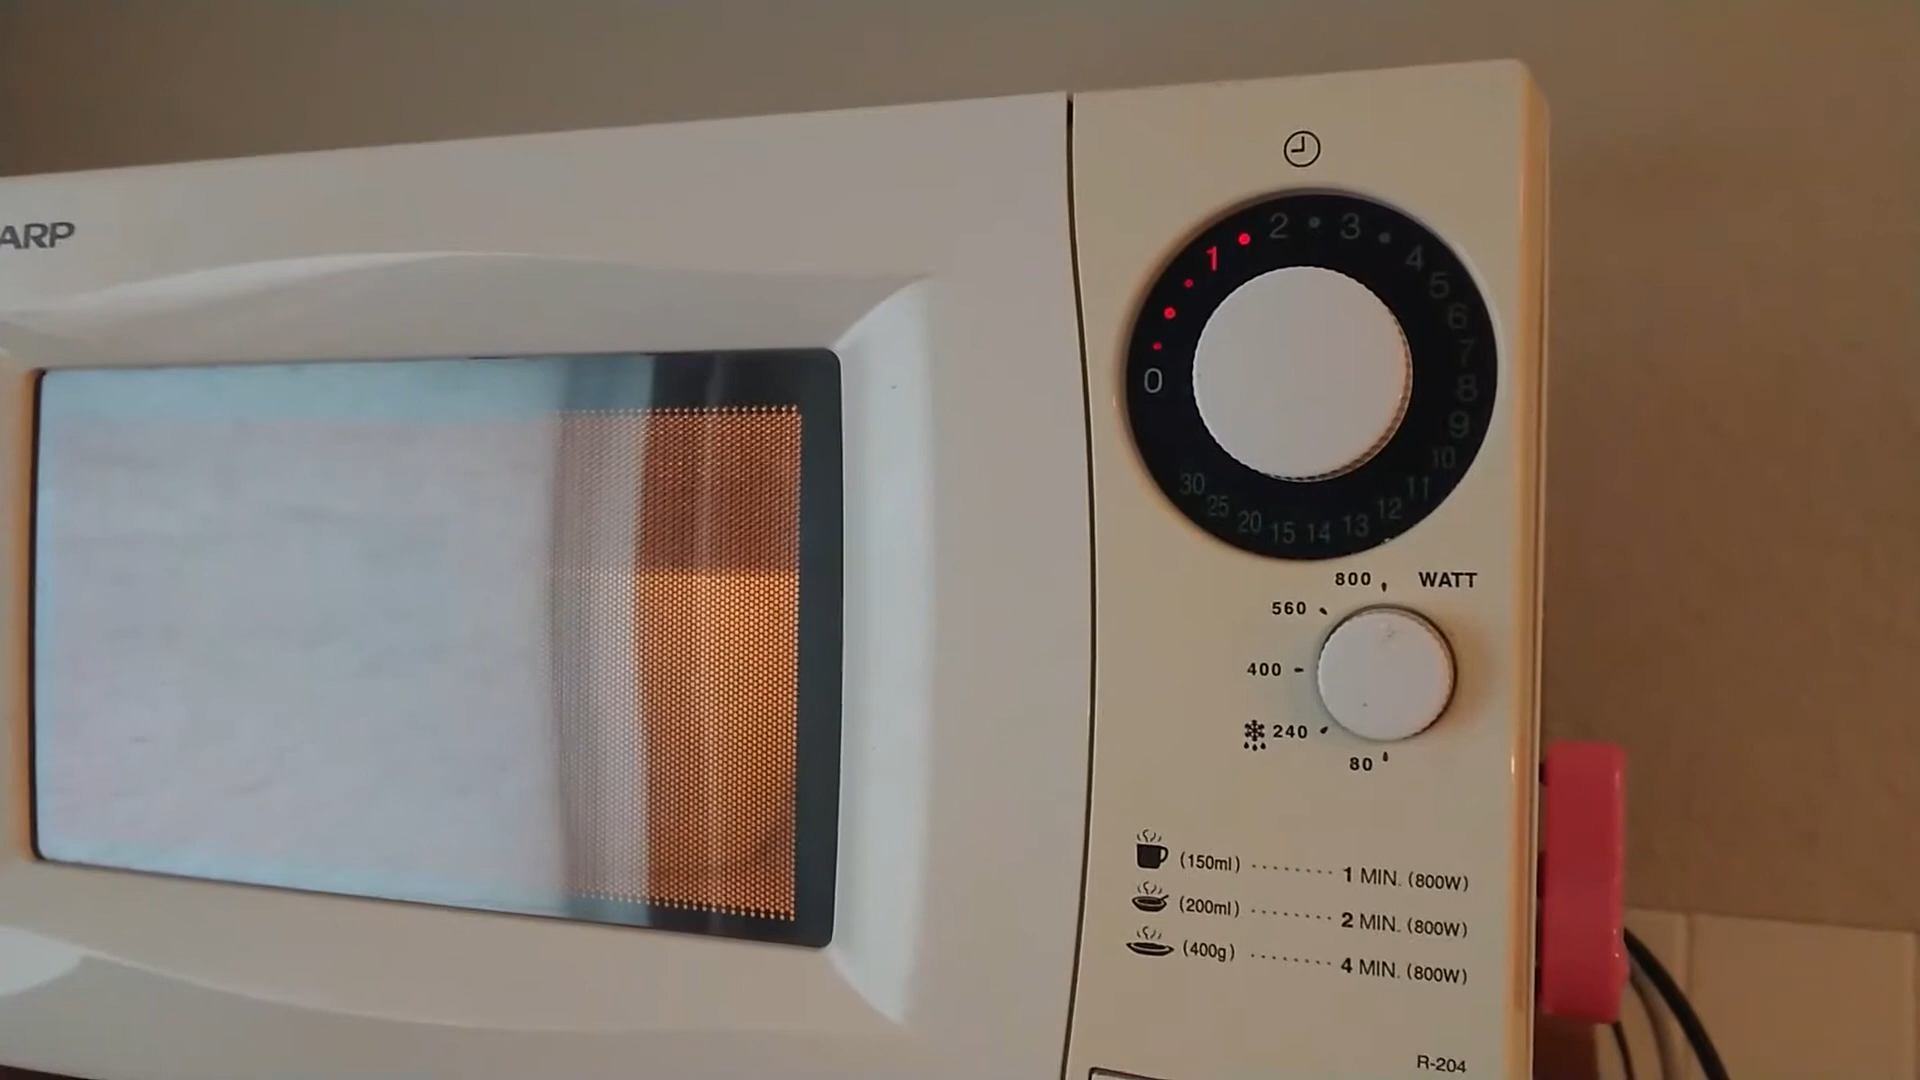 ARP
2 3
1
4
5
6
7
0
8
9
10
30
11
25
12
20 15 14 13
800 WATT
560
400
240
80
(150ml) ........ 1 MIN. (800W)
(200ml) ........ 2 MIN. (800W)
(400g) ........ 4 MIN. (800W)
R-204